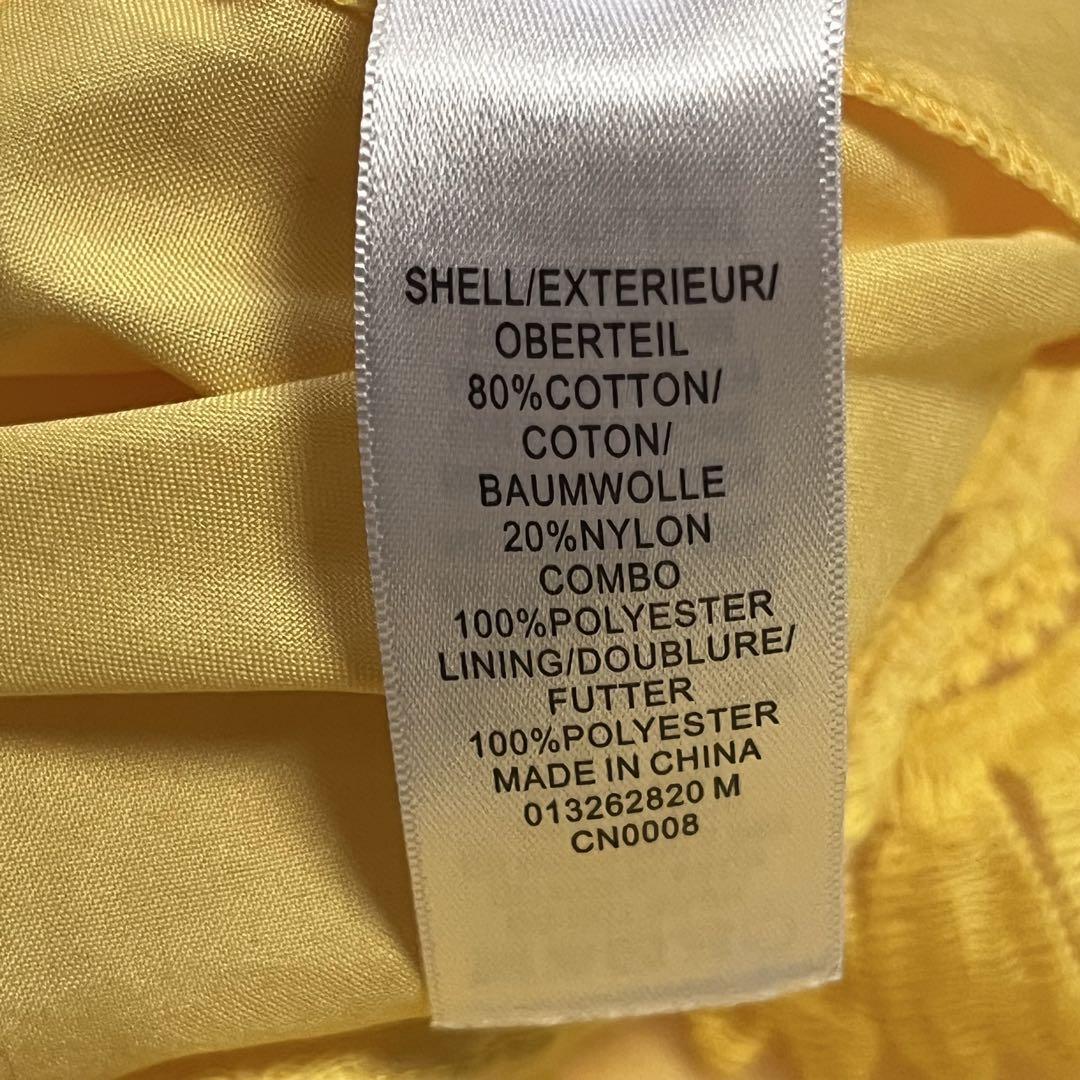 SHELL/EXTERIEUR/
OBERTEIL
80%COTTON/
COTON/
BAUMWOLLE
20%NYLON
COMBO
100%POLYESTER
LINING/DOUBLURE/
FUTTER
100%POLYESTER
MADE IN CHINA
013262820 M
CN0008